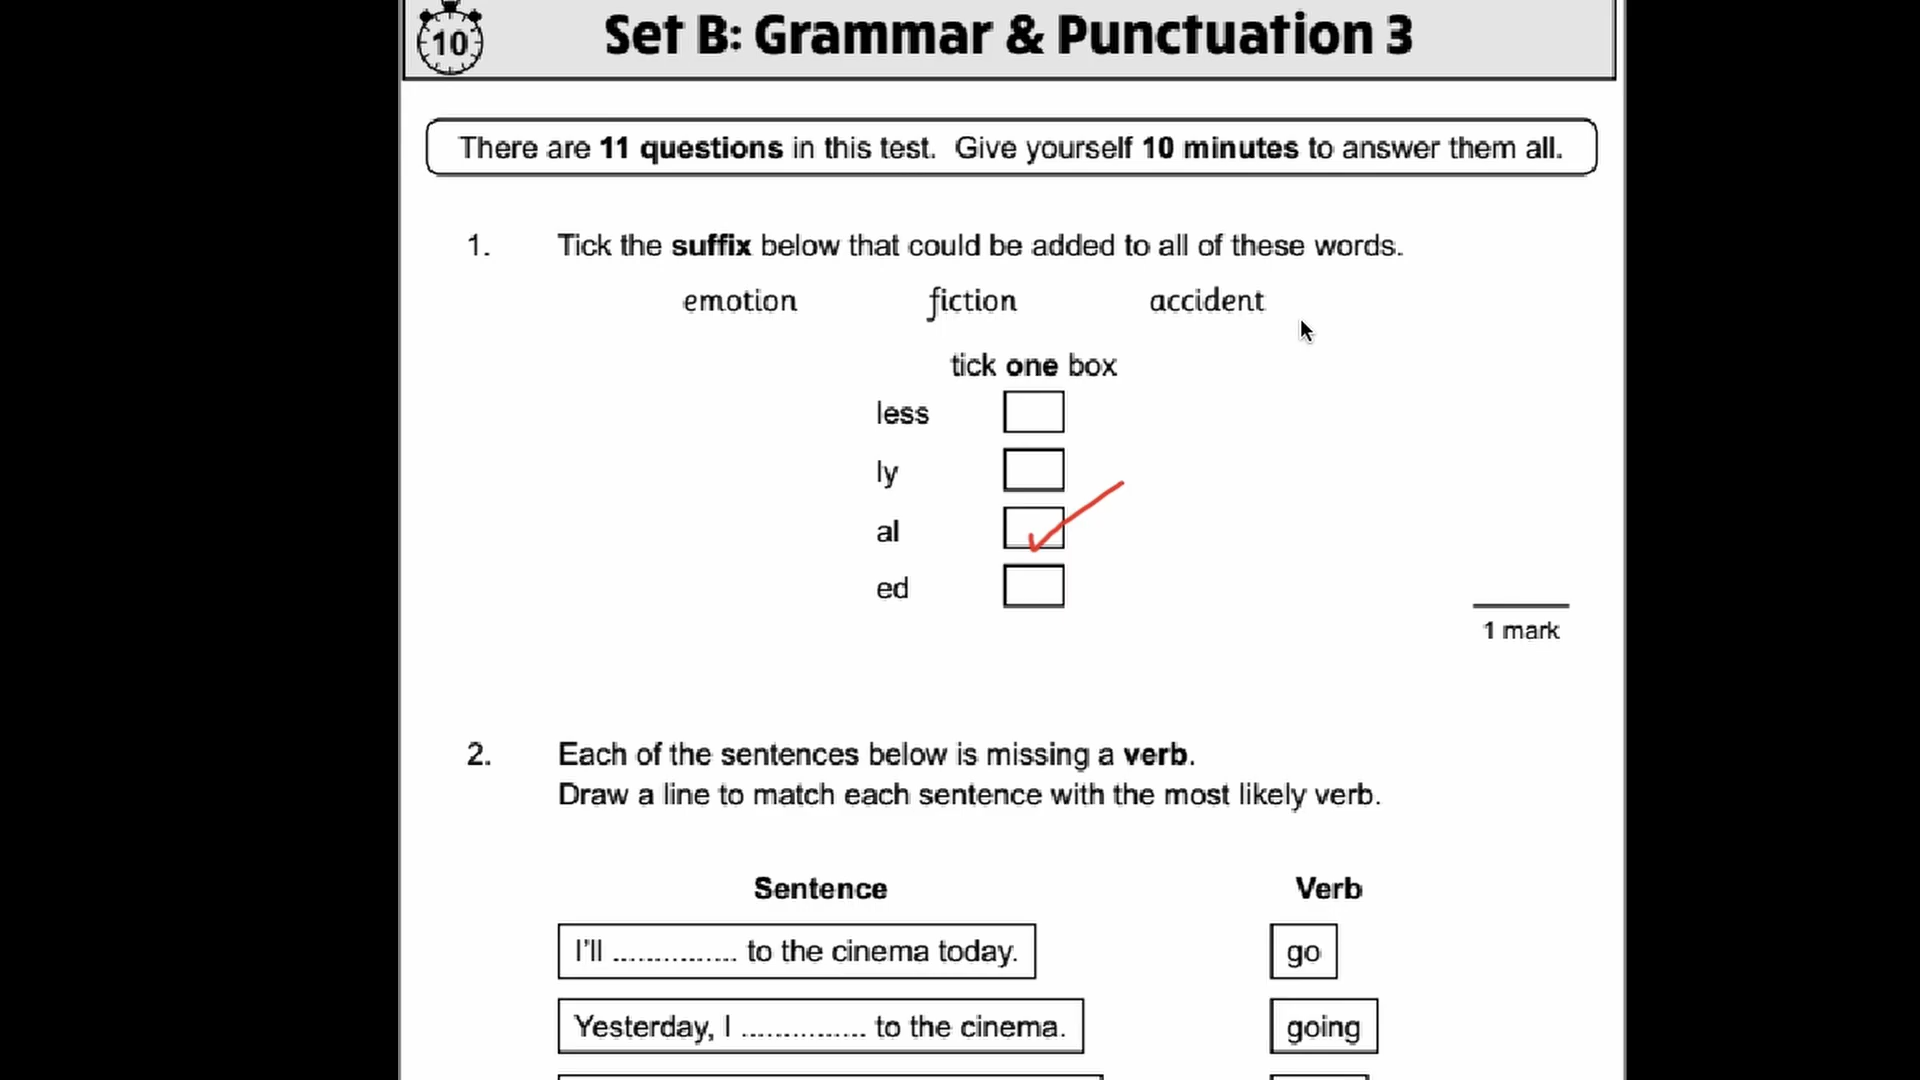 10
Set B: Grammar & Punctuation 3
There are 11 questions in this test. Give yourself 10 minutes to answer them all.
1. Tick the suffix below that could be added to all of these words.
emotion fiction accident
tick one box
less
ly
al
ed
1 mark
2. Each of the sentences below is missing a verb.
Draw a line to match each sentence with the most likely verb.
Sentence Verb
I'll .............. to the cinema today. go
Yesterday, I .............. to the cinema. going